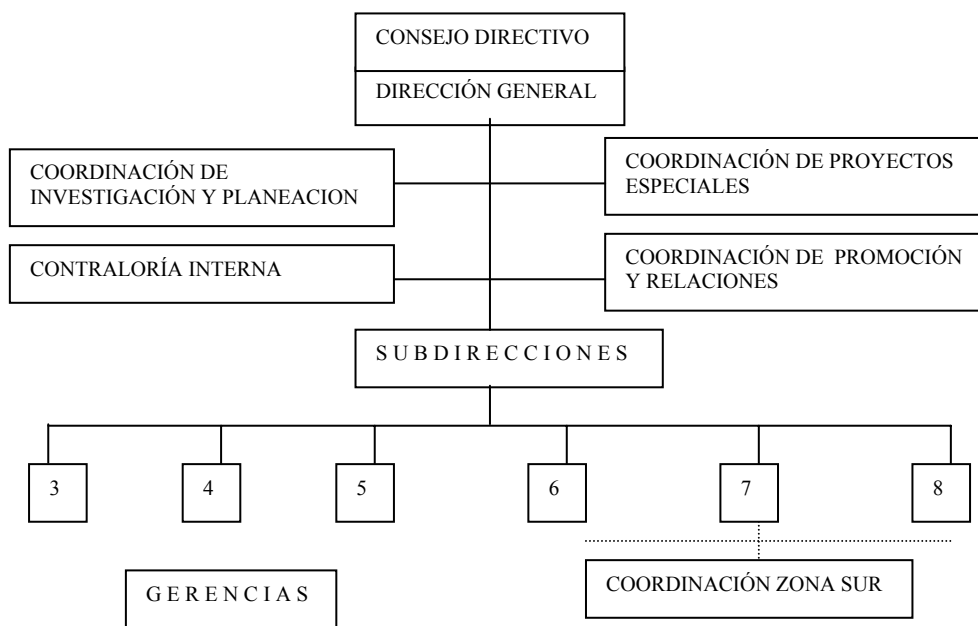 CONSEJO DIRECTIVO
DIRECCIÓN GENERAL
COORDINACIÓN DE
INVESTIGACIÓN Y PLANEACION
COORDINACIÓN DE PROYECTOS
ESPECIALES
CONTRALORÍA INTERNA
COORDINACIÓN DE PROMOCIÓN
Y RELACIONES
S U B D I R E C C I O N E S
3
4
5
6
7
8
G E R E N C I A S
COORDINACIÓN ZONA SUR